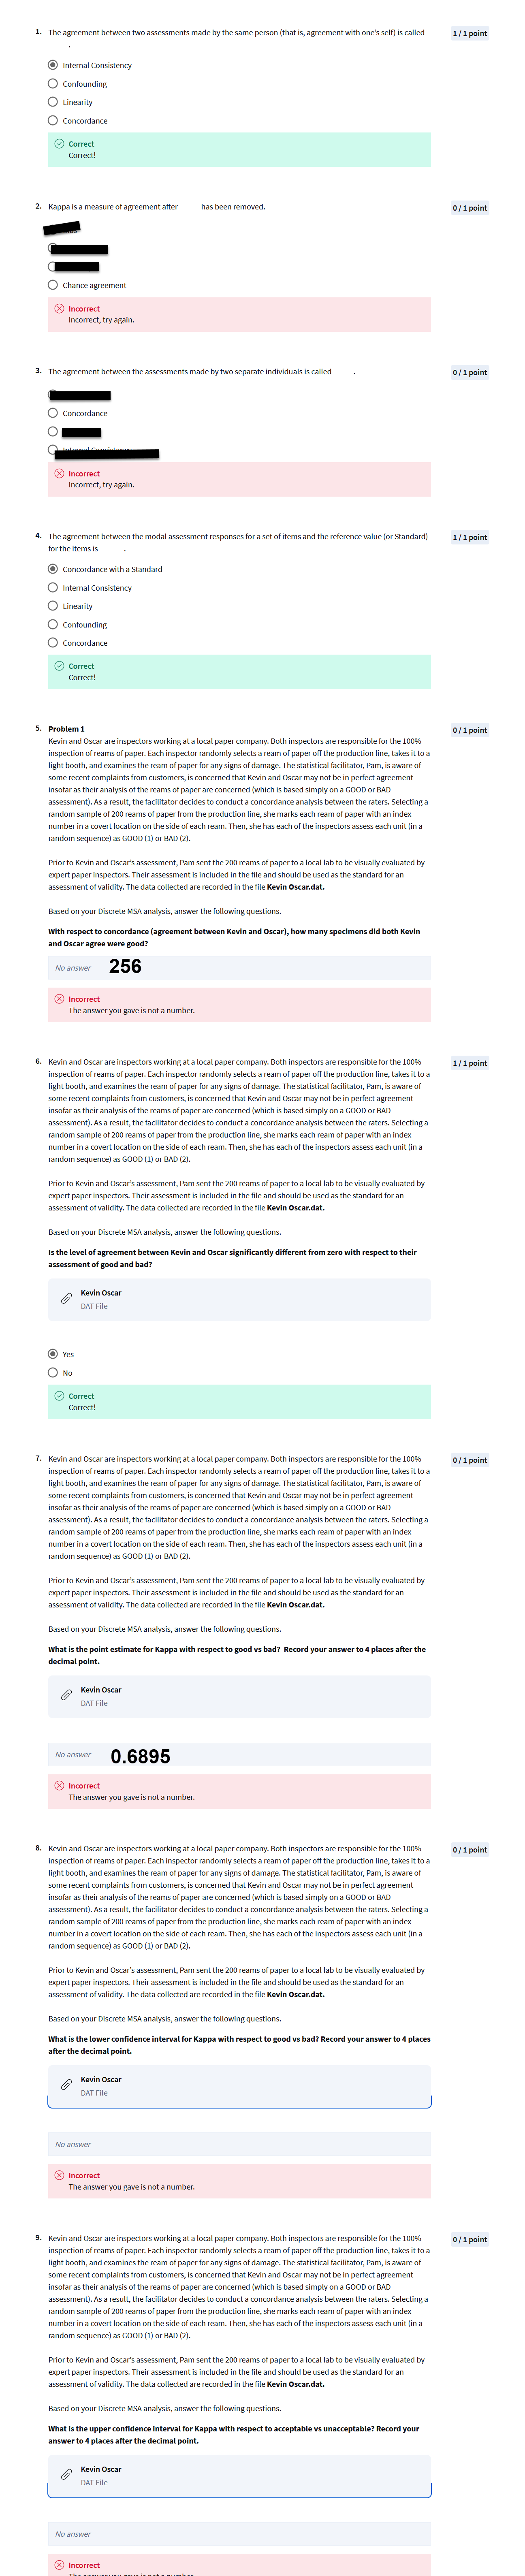 1. The agreement between two assessments made by the same person (that is, agreement with one's self) is called
_____.
1 / 1 point
Internal Consistency
Confounding
Linearity
Concordance
Correct
Correct!
2. Kappa is a measure of agreement after _____ has been removed.
0 / 1 point
Chance agreement
Incorrect
Incorrect, try again.
3. The agreement between the assessments made by two separate individuals is called _____.
0 / 1 point
Concordance
Incorrect
Incorrect, try again.
4. The agreement between the modal assessment responses for a set of items and the reference value (or Standard)
for the items is ______.
1 / 1 point
Concordance with a Standard
Internal Consistency
Linearity
Confounding
Concordance
Correct
Correct!
5. Problem 1
0 / 1 point
Kevin and Oscar are inspectors working at a local paper company. Both inspectors are responsible for the 100%
inspection of reams of paper. Each inspector randomly selects a ream of paper off the production line, takes it to a
light booth, and examines the ream of paper for any signs of damage. The statistical facilitator, Pam, is aware of
some recent complaints from customers, is concerned that Kevin and Oscar may not be in perfect agreement
insofar as their analysis of the reams of paper are concerned (which is based simply on a GOOD or BAD
assessment). As a result, the facilitator decides to conduct a concordance analysis between the raters. Selecting a
random sample of 200 reams of paper from the production line, she marks each ream of paper with an index
number in a covert location on the side of each ream. Then, she has each of the inspectors assess each unit (in a
random sequence) as GOOD (1) or BAD (2).
Prior to Kevin and Oscar's assessment, Pam sent the 200 reams of paper to a local lab to be visually evaluated by
expert paper inspectors. Their assessment is included in the file and should be used as the standard for an
assessment of validity. The data collected are recorded in the file Kevin Oscar.dat.
Based on your Discrete MSA analysis, answer the following questions.
With respect to concordance (agreement between Kevin and Oscar), how many specimens did both Kevin
and Oscar agree were good?
No answer 256
Incorrect
The answer you gave is not a number.
6. Kevin and Oscar are inspectors working at a local paper company. Both inspectors are responsible for the 100%
1 / 1 point
inspection of reams of paper. Each inspector randomly selects a ream of paper off the production line, takes it to a
light booth, and examines the ream of paper for any signs of damage. The statistical facilitator, Pam, is aware of
some recent complaints from customers, is concerned that Kevin and Oscar may not be in perfect agreement
insofar as their analysis of the reams of paper are concerned (which is based simply on a GOOD or BAD
assessment). As a result, the facilitator decides to conduct a concordance analysis between the raters. Selecting a
random sample of 200 reams of paper from the production line, she marks each ream of paper with an index
number in a covert location on the side of each ream. Then, she has each of the inspectors assess each unit (in a
random sequence) as GOOD (1) or BAD (2).
Prior to Kevin and Oscar's assessment, Pam sent the 200 reams of paper to a local lab to be visually evaluated by
expert paper inspectors. Their assessment is included in the file and should be used as the standard for an
assessment of validity. The data collected are recorded in the file Kevin Oscar.dat.
Based on your Discrete MSA analysis, answer the following questions.
Is the level of agreement between Kevin and Oscar significantly different from zero with respect to their
assessment of good and bad?
Kevin Oscar
DAT File
Yes
No
Correct
Correct!
7. Kevin and Oscar are inspectors working at a local paper company. Both inspectors are responsible for the 100%
0 / 1 point
inspection of reams of paper. Each inspector randomly selects a ream of paper off the production line, takes it to a
light booth, and examines the ream of paper for any signs of damage. The statistical facilitator, Pam, is aware of
some recent complaints from customers, is concerned that Kevin and Oscar may not be in perfect agreement
insofar as their analysis of the reams of paper are concerned (which is based simply on a GOOD or BAD
assessment). As a result, the facilitator decides to conduct a concordance analysis between the raters. Selecting a
random sample of 200 reams of paper from the production line, she marks each ream of paper with an index
number in a covert location on the side of each ream. Then, she has each of the inspectors assess each unit (in a
random sequence) as GOOD (1) or BAD (2).
Prior to Kevin and Oscar's assessment, Pam sent the 200 reams of paper to a local lab to be visually evaluated by
expert paper inspectors. Their assessment is included in the file and should be used as the standard for an
assessment of validity. The data collected are recorded in the file Kevin Oscar.dat.
Based on your Discrete MSA analysis, answer the following questions.
What is the point estimate for Kappa with respect to good vs bad? Record your answer to 4 places after the
decimal point.
Kevin Oscar
DAT File
No answer 0.6895
Incorrect
The answer you gave is not a number.
8. Kevin and Oscar are inspectors working at a local paper company. Both inspectors are responsible for the 100%
0 / 1 point
inspection of reams of paper. Each inspector randomly selects a ream of paper off the production line, takes it to a
light booth, and examines the ream of paper for any signs of damage. The statistical facilitator, Pam, is aware of
some recent complaints from customers, is concerned that Kevin and Oscar may not be in perfect agreement
insofar as their analysis of the reams of paper are concerned (which is based simply on a GOOD or BAD
assessment). As a result, the facilitator decides to conduct a concordance analysis between the raters. Selecting a
random sample of 200 reams of paper from the production line, she marks each ream of paper with an index
number in a covert location on the side of each ream. Then, she has each of the inspectors assess each unit (in a
random sequence) as GOOD (1) or BAD (2).
Prior to Kevin and Oscar's assessment, Pam sent the 200 reams of paper to a local lab to be visually evaluated by
expert paper inspectors. Their assessment is included in the file and should be used as the standard for an
assessment of validity. The data collected are recorded in the file Kevin Oscar.dat.
Based on your Discrete MSA analysis, answer the following questions.
What is the lower confidence interval for Kappa with respect to good vs bad? Record your answer to 4 places
after the decimal point.
Kevin Oscar
DAT File
No answer
Incorrect
The answer you gave is not a number.
9. Kevin and Oscar are inspectors working at a local paper company. Both inspectors are responsible for the 100%
0 / 1 point
inspection of reams of paper. Each inspector randomly selects a ream of paper off the production line, takes it to a
light booth, and examines the ream of paper for any signs of damage. The statistical facilitator, Pam, is aware of
some recent complaints from customers, is concerned that Kevin and Oscar may not be in perfect agreement
insofar as their analysis of the reams of paper are concerned (which is based simply on a GOOD or BAD
assessment). As a result, the facilitator decides to conduct a concordance analysis between the raters. Selecting a
random sample of 200 reams of paper from the production line, she marks each ream of paper with an index
number in a covert location on the side of each ream. Then, she has each of the inspectors assess each unit (in a
random sequence) as GOOD (1) or BAD (2).
Prior to Kevin and Oscar's assessment, Pam sent the 200 reams of paper to a local lab to be visually evaluated by
expert paper inspectors. Their assessment is included in the file and should be used as the standard for an
assessment of validity. The data collected are recorded in the file Kevin Oscar.dat.
Based on your Discrete MSA analysis, answer the following questions.
What is the upper confidence interval for Kappa with respect to acceptable vs unacceptable? Record your
answer to 4 places after the decimal point.
Kevin Oscar
DAT File
No answer
Incorrect